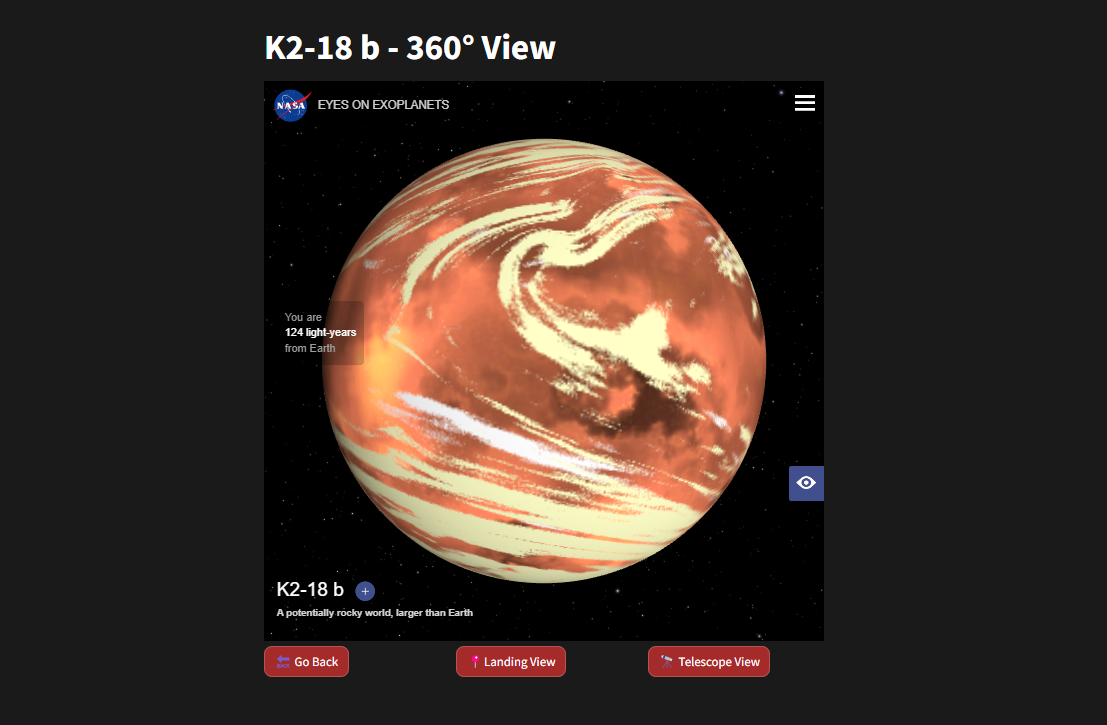 K2-18 b - 360° View
NASA
EYES ON EXOPLANETS
You are
124 light-years
from Earth
K2-18 b +
A potentially rocky world, larger than Earth
BACK Go Back
Landing View
Telescope View